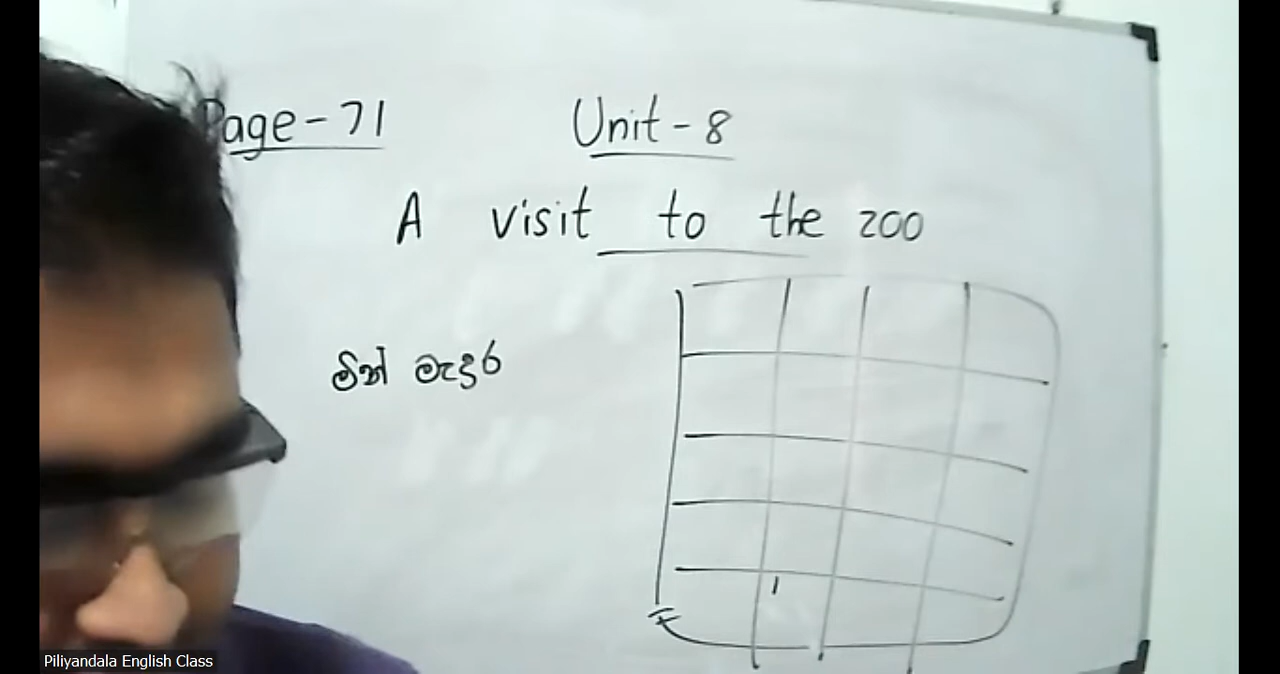 Page - 71
Unit - 8
A visit to the zoo
මින් මැදුර
Piliyandala English Class